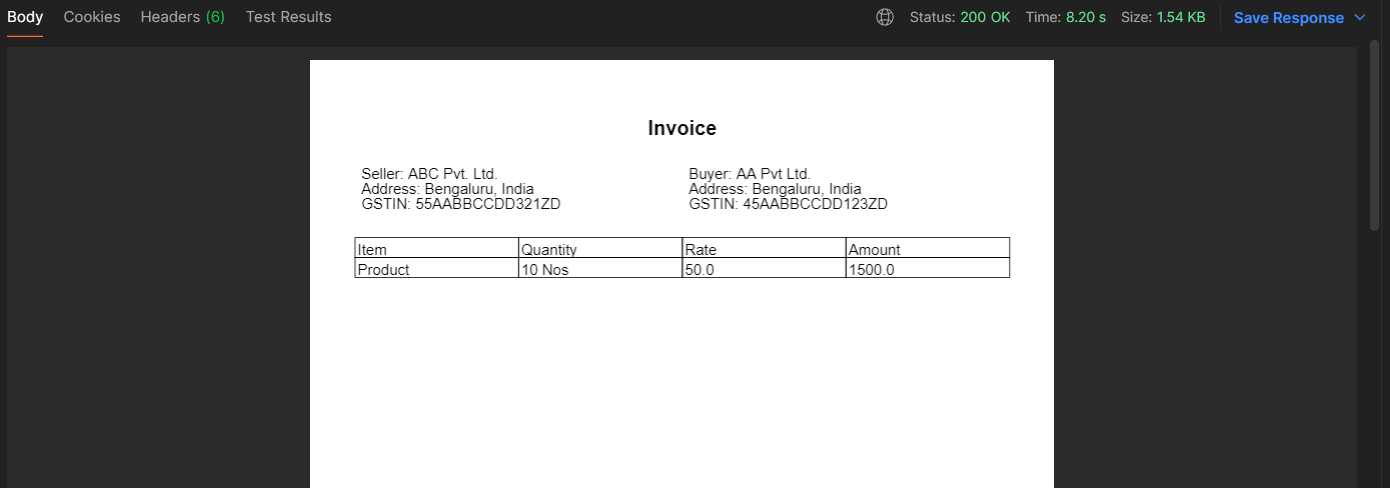 Body Cookies Headers (6) Test Results Status: 200 OK Time: 8.20 s Size: 1.54 KB Save Response
Invoice
Seller: ABC Pvt. Ltd. Buyer: AA Pvt Ltd.
Address: Bengaluru, India Address: Bengaluru, India
GSTIN: 55AABBCCDD321ZD GSTIN: 45AABBCCDD123ZD
Item Quantity Rate Amount
Product 10 Nos 50.0 1500.0